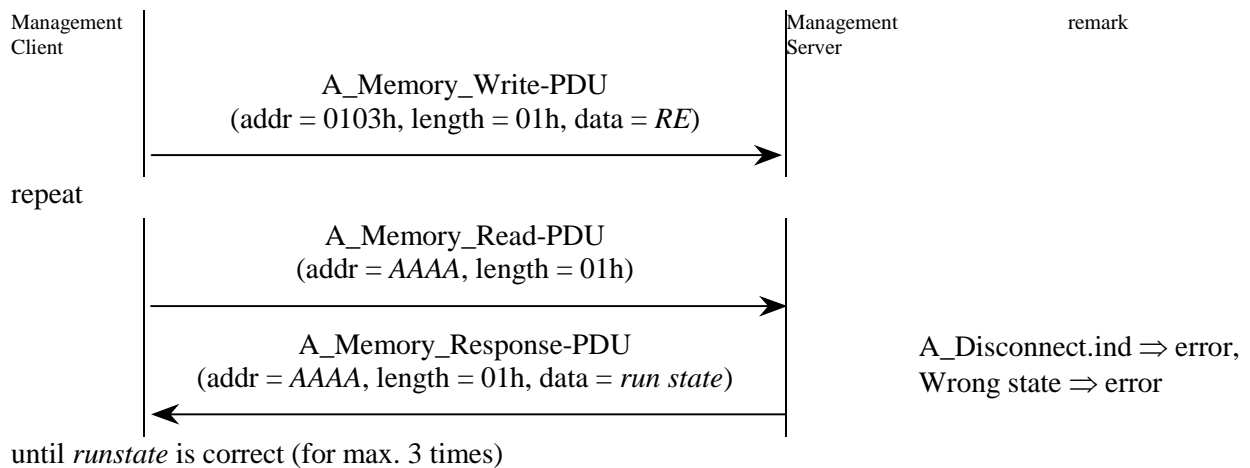 Management Client
Management Server
remark
A_Memory_Write-PDU
(addr = 0103h, length = 01h, data = RE)
repeat
A_Memory_Read-PDU
(addr = AAAA, length = 01h)
A_Memory_Response-PDU
(addr = AAAA, length = 01h, data = run state)
A_Disconnect.ind ⇒ error,
Wrong state ⇒ error
until runstate is correct (for max. 3 times)